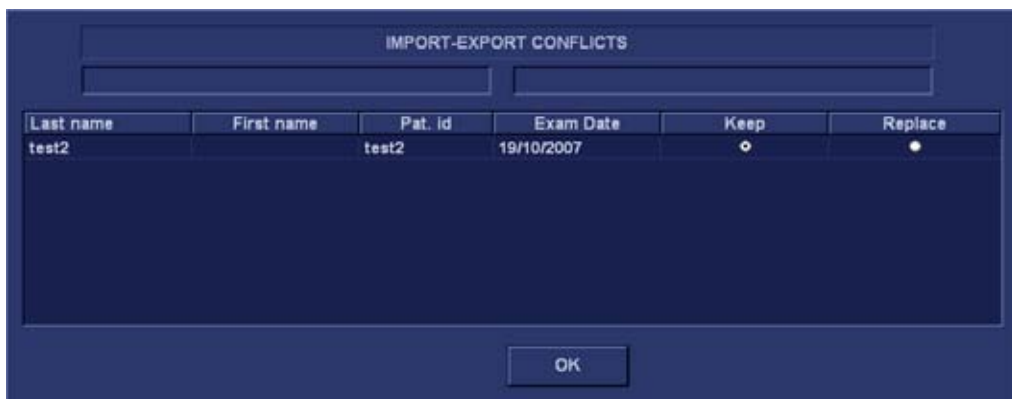 IMPORT-EXPORT CONFLICTS
Last name First name Pat. id Exam Date Keep Replace
test2 test2 19/10/2007
OK